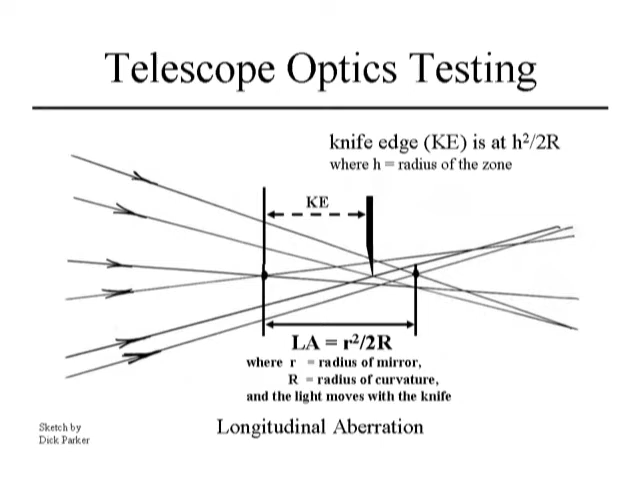 Telescope Optics Testing
knife edge (KE) is at h²/2R
where h = radius of the zone
KE
LA = r²/2R
where r = radius of mirror,
R = radius of curvature,
and the light moves with the knife
Sketch by
Dick Parker
Longitudinal Aberration